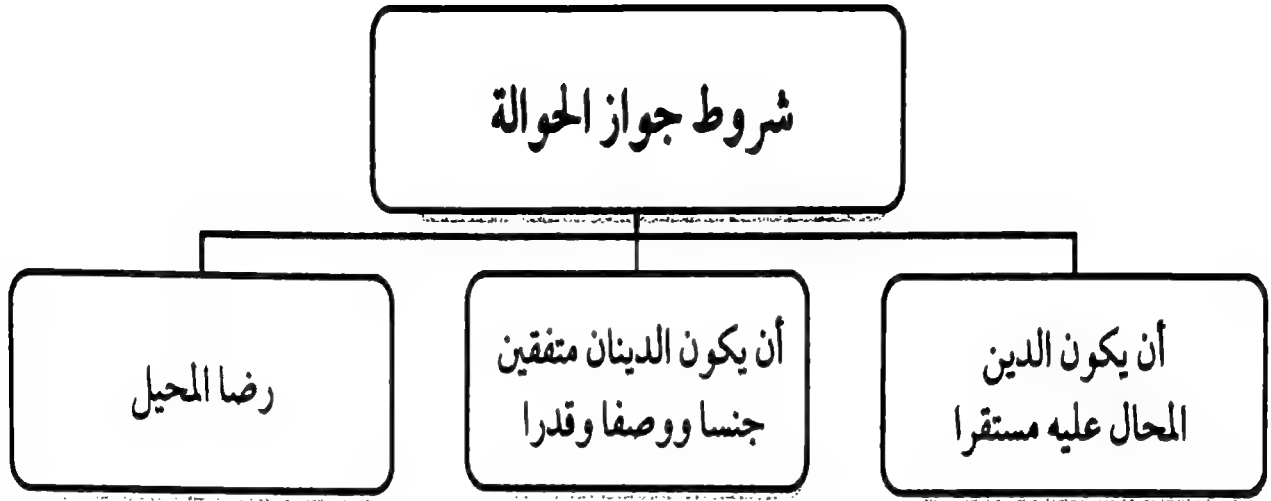 شروط جواز الحوالة
أن يكون الدين
المحال عليه مستقرا
أن يكون الدينان متفقين
جنسا ووصفا وقدرا
رضا المحيل